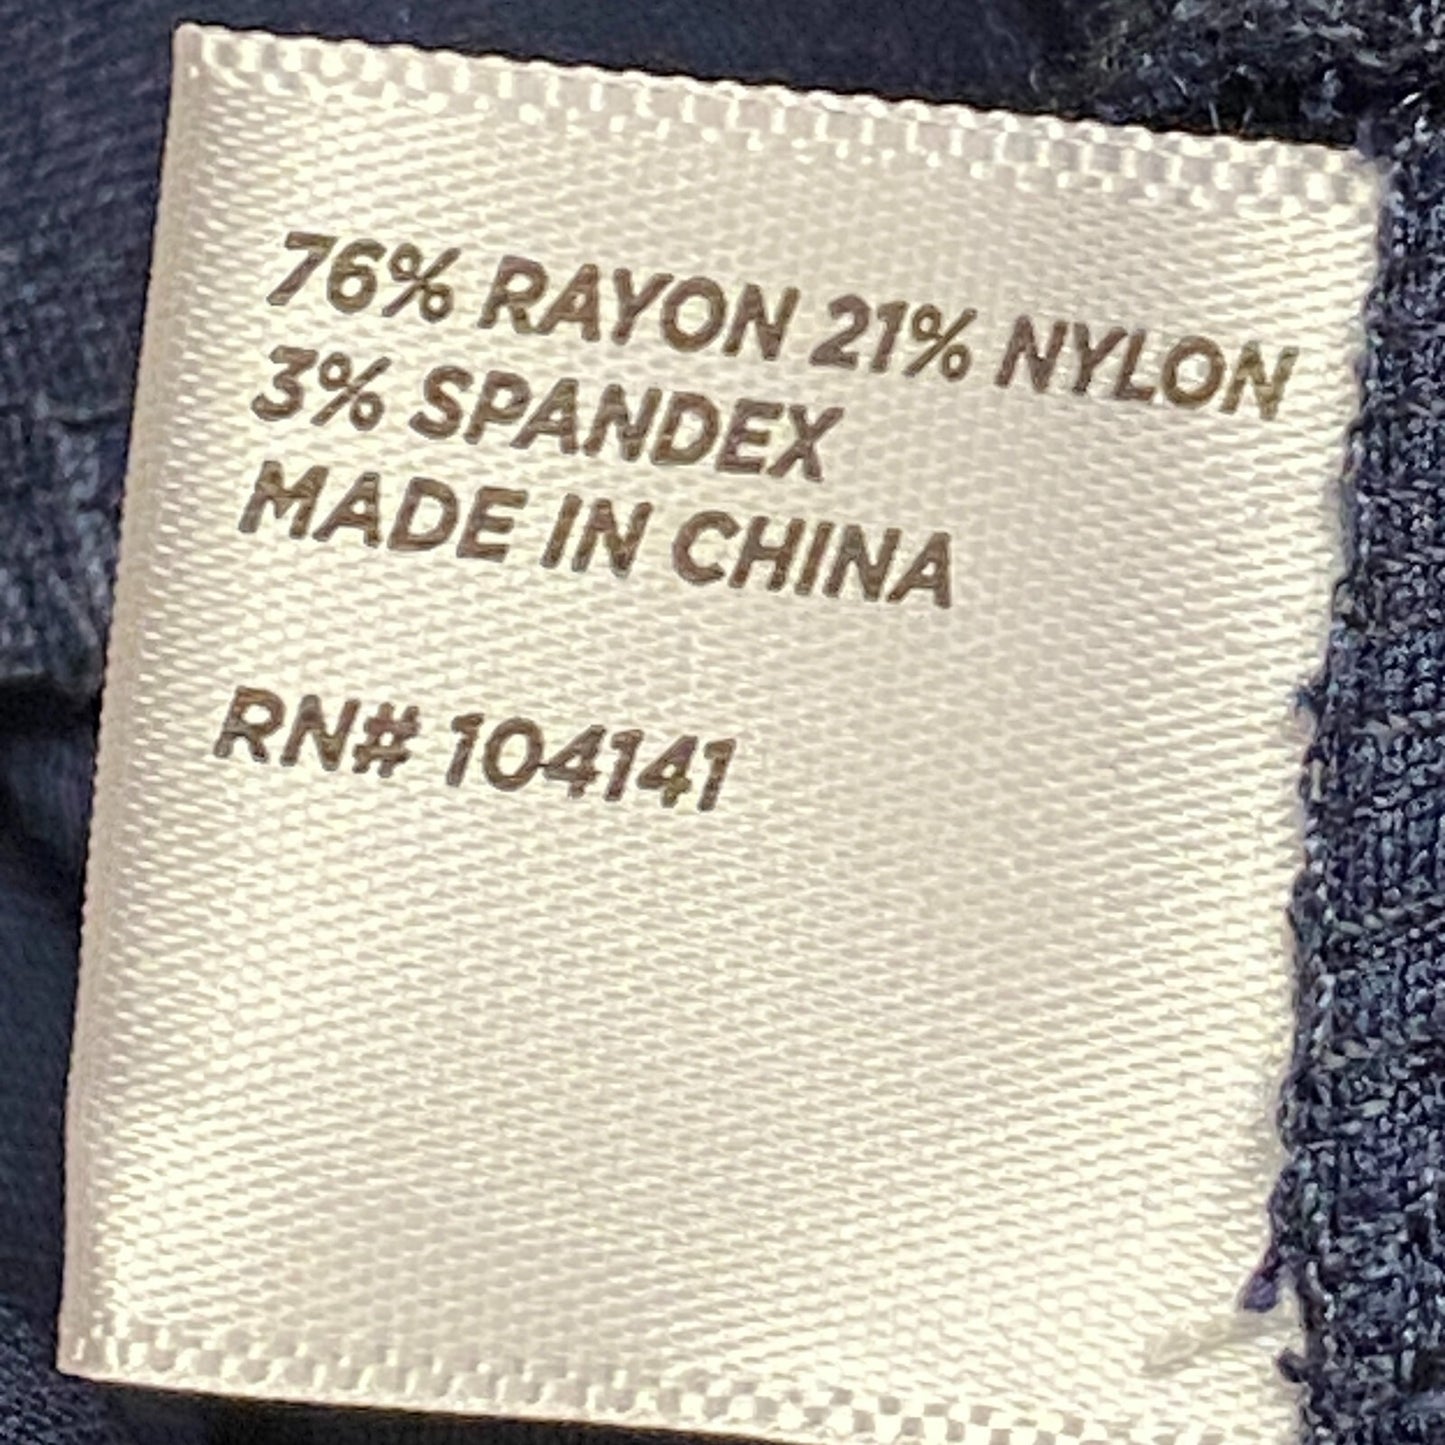 76% RAYON 21% NYLON
3% SPANDEX
MADE IN CHINA
RN# 104141